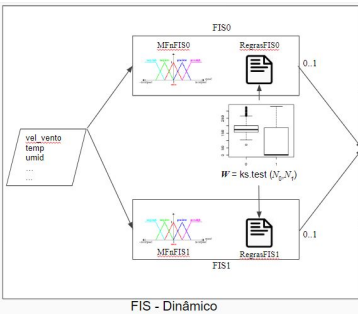 FIS0
MFnFIS0
RegrasFIS0
0..1
vel_vento
temp
umid
...
...
W = ks.test (N0,N1)
MFnFIS1
RegrasFIS1
0..1
FIS1
FIS - Dinâmico